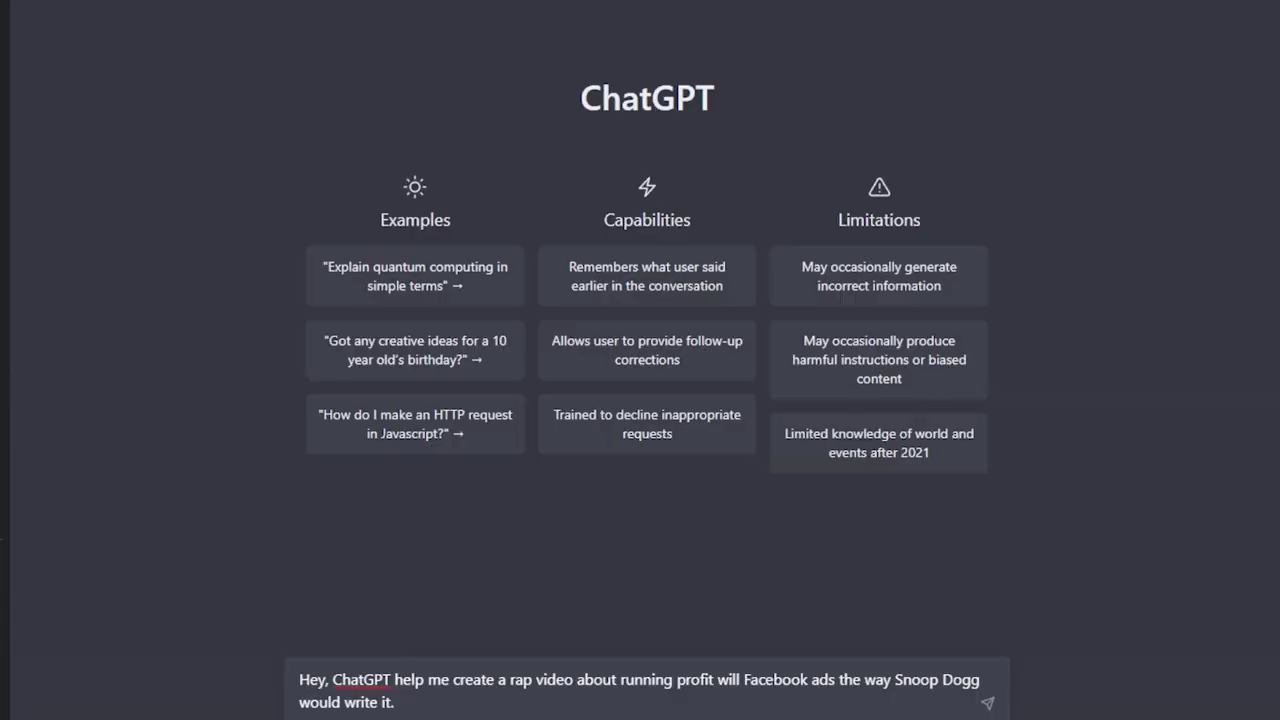 ChatGPT
Examples
"Explain quantum computing in
simple terms" →
"Got any creative ideas for a 10
year old's birthday?" →
"How do I make an HTTP request
in Javascript?" →
Capabilities
Remembers what user said
earlier in the conversation
Allows user to provide follow-up
corrections
Trained to decline inappropriate
requests
Limitations
May occasionally generate
incorrect information
May occasionally produce
harmful instructions or biased
content
Limited knowledge of world and
events after 2021
Hey, ChatGPT help me create a rap video about running profit will Facebook ads the way Snoop Dogg
would write it.